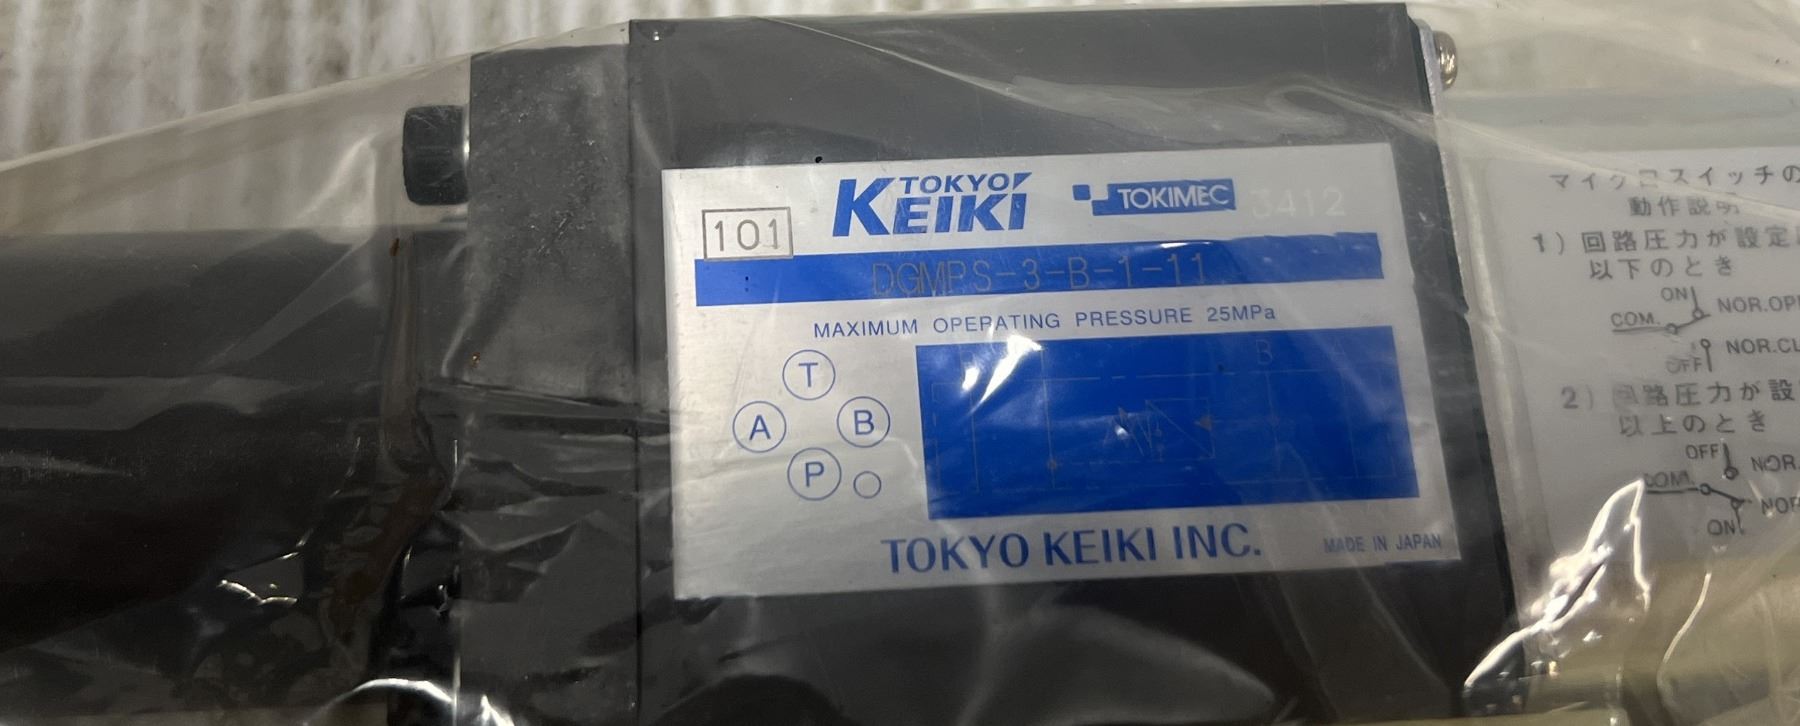 101
TOKYO
KEIKI
TOKIMEC
3412
DGMPS-3-B-1-11
MAXIMUM OPERATING PRESSURE 25MPa
T
A
B
P
B
TOKYO KEIKI INC.
MADE IN JAPAN
マイクロスイッチの
動作説明
1) 回路圧力が設定
以下のとき
ON
NOR.OP
COM.
OFF
NOR.CL
2) 回路圧力が設
以上のとき
OFF
NOR.
COM.
NOR
ON